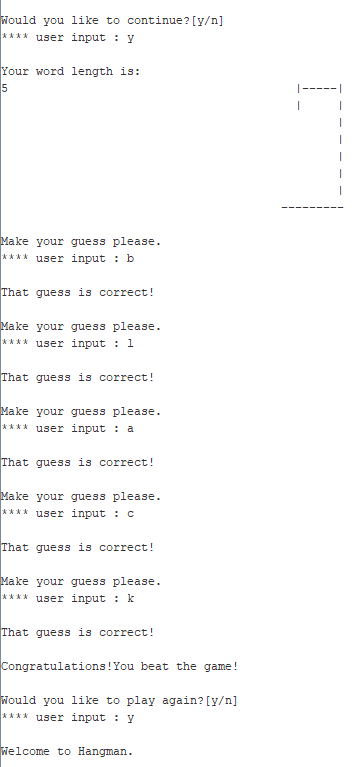 Would you like to continue?[y/n]
**** user input : y
Your word length is:
5 |-----|
| |
|
|
|
|
|
---------
Make your guess please.
**** user input : b
That guess is correct!
Make your guess please.
**** user input : l
That guess is correct!
Make your guess please.
**** user input : a
That guess is correct!
Make your guess please.
**** user input : c
That guess is correct!
Make your guess please.
**** user input : k
That guess is correct!
Congratulations!You beat the game!
Would you like to play again?[y/n]
**** user input : y
Welcome to Hangman.